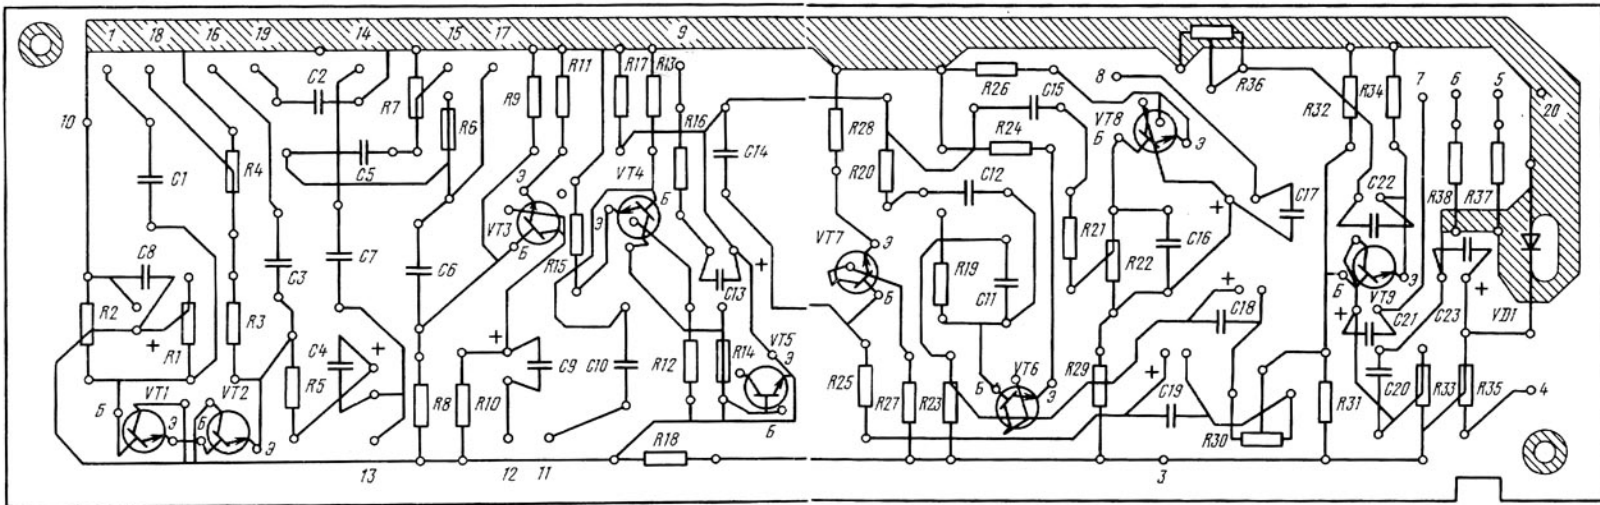 1 18 16 19 14 15 17 9
C2 R7 R6 R9 R11 R17 R13 8 R26 C15 R36 R32 R34 7 6 5 20
10 C1 R4 C5 R16 C14 R28 R20 R24 VT8 Б Э
VT4 C12 C17 C22 R38 R37
Э VT3 Б Э Б VT7 Э R21 C16 +
C8 C3 C7 C6 R15 C13 + Б R19 C11 R22 + Б VT9 Э
R2 + R1 R3 C4 + + C9 C10 R12 R14 VT5 Э C18 C21 C23 + VD1
R5 R8 R10 R25 R27 R23 Б VT6 Э R29 + C19 R31 C20 R33 R35 4
Б VT1 Э Б VT2 Э Б R30
13 12 11 R18 3